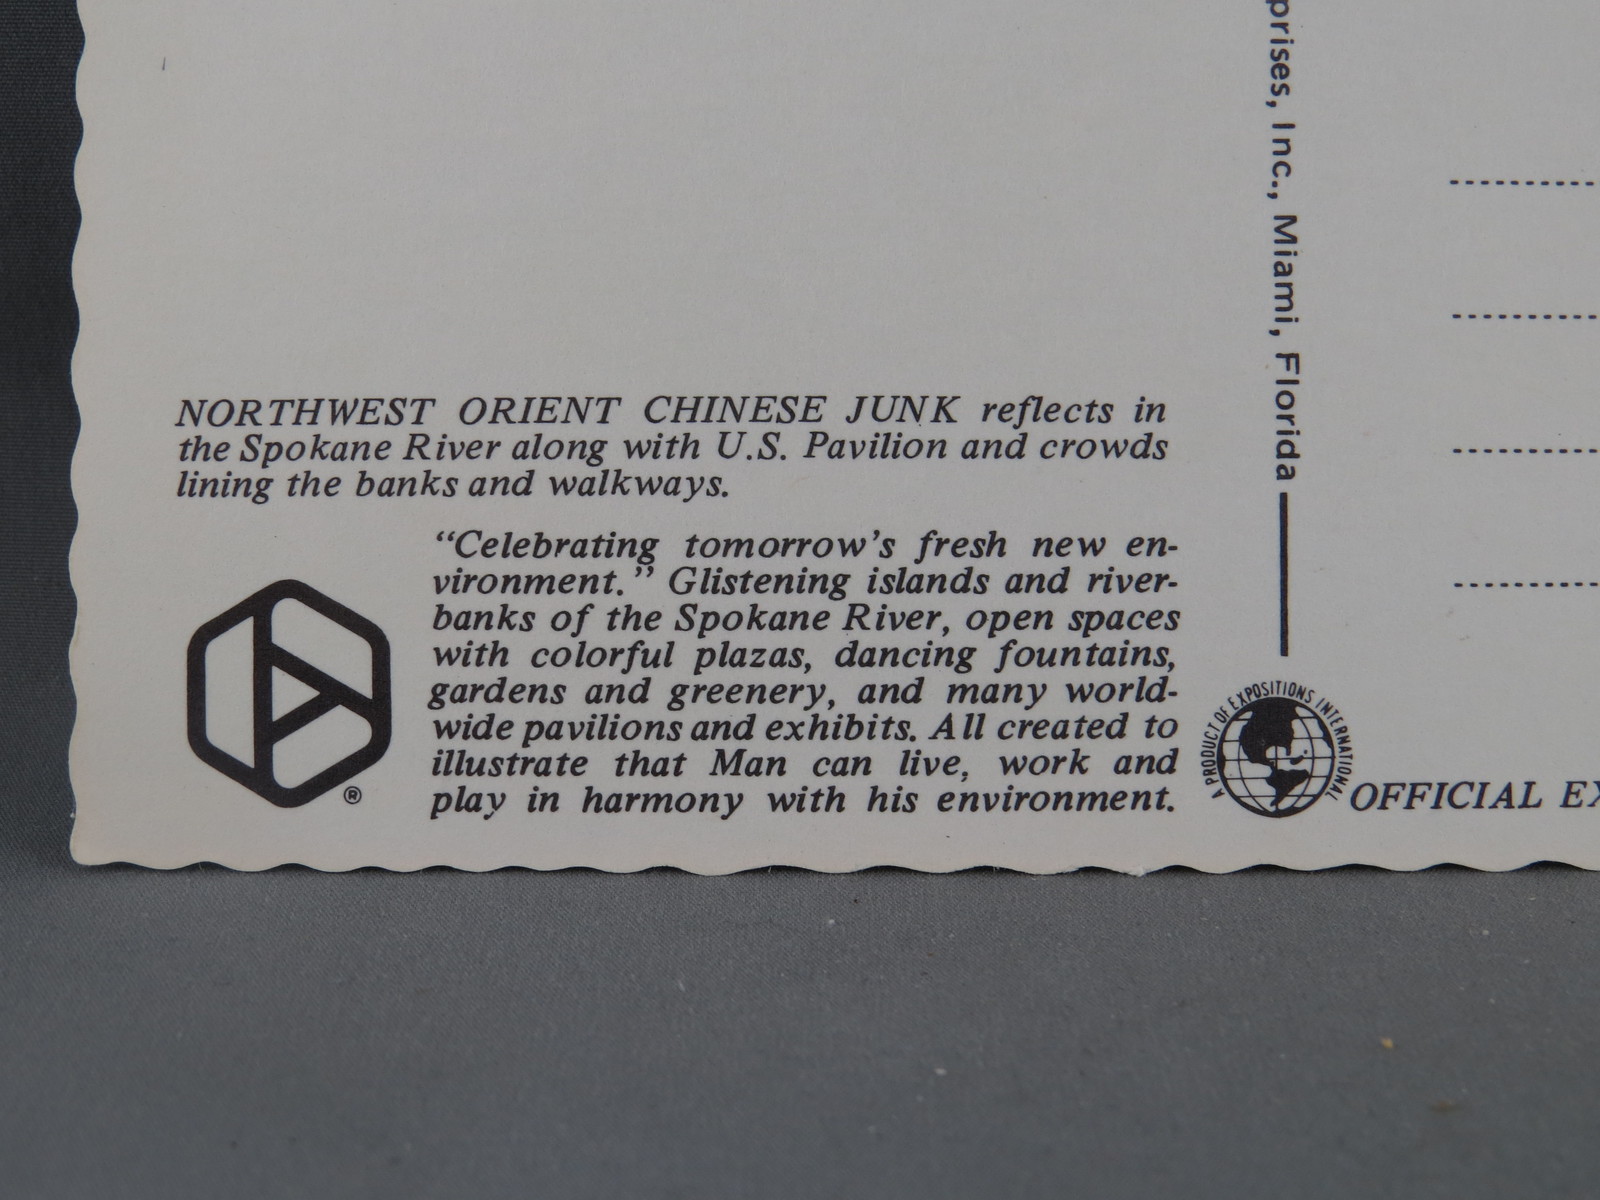 NORTHWEST ORIENT CHINESE JUNK reflects in
the Spokane River along with U.S. Pavilion and crowds
lining the banks and walkways.
"Celebrating tomorrow's fresh new en-
vironment." Glistening islands and river-
banks of the Spokane River, open spaces
with colorful plazas, dancing fountains,
gardens and greenery, and many world-
wide pavilions and exhibits. All created to
illustrate that Man can live, work and
play in harmony with his environment.
®
prises, Inc., Miami, Florida
A PRODUCT OF EXPOSITIONS INTERNATIONAL
OFFICIAL EX